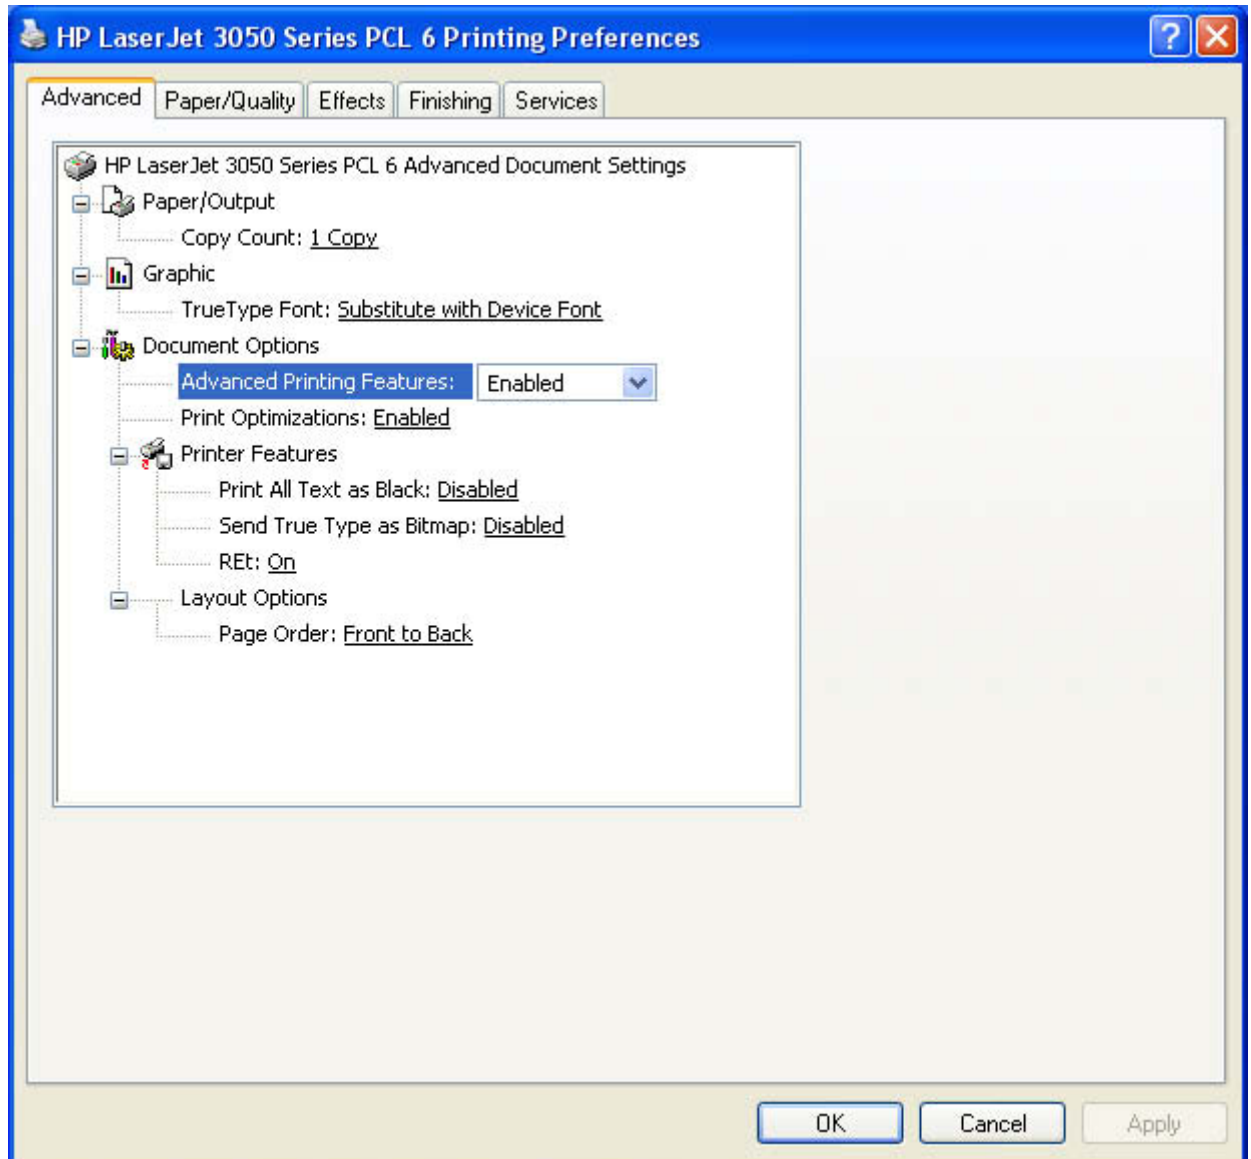 HP LaserJet 3050 Series PCL 6 Printing Preferences
?
Advanced Paper/Quality Effects Finishing Services
HP LaserJet 3050 Series PCL 6 Advanced Document Settings
Paper/Output
Copy Count: 1 Copy
Graphic
TrueType Font: Substitute with Device Font
Document Options
Advanced Printing Features: Enabled
Print Optimizations: Enabled
Printer Features
Print All Text as Black: Disabled
Send True Type as Bitmap: Disabled
REt: On
Layout Options
Page Order: Front to Back
OK Cancel Apply